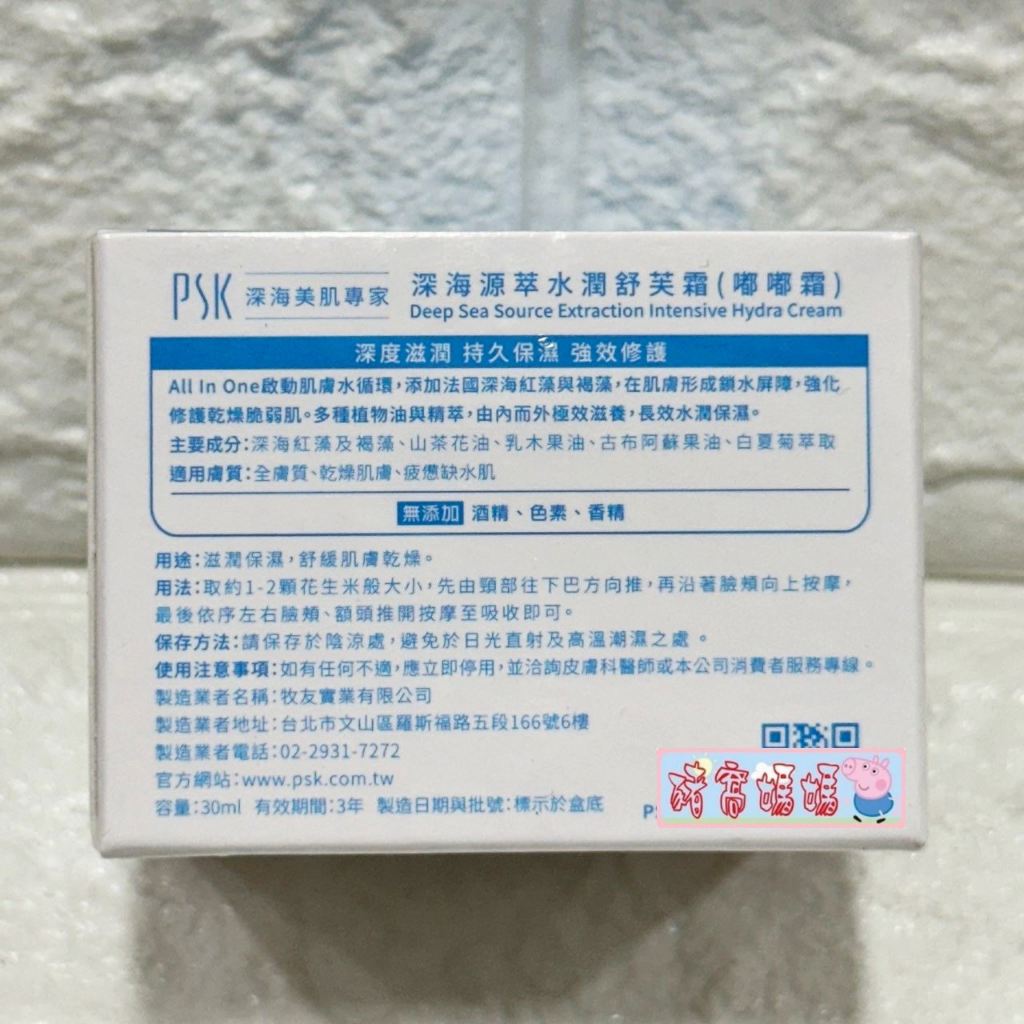 PSK 深海美肌專家 深海源萃水潤舒芙霜(嘟嘟霜)
Deep Sea Source Extraction Intensive Hydra Cream
深度滋潤 持久保濕 強效修護
All In One啟動肌膚水循環，添加法國深海紅藻與褐藻，在肌膚形成鎖水屏障，強化
修護乾燥脆弱肌。多種植物油與精萃，由內而外極效滋養，長效水潤保濕。
主要成分：深海紅藻及褐藻、山茶花油、乳木果油、古布阿蘇果油、白夏菊萃取
適用膚質：全膚質、乾燥肌膚、疲憊缺水肌
無添加 酒精、色素、香精
用途：滋潤保濕，舒緩肌膚乾燥。
用法：取約1-2顆花生米般大小，先由頸部往下巴方向推，再沿著臉頰向上按摩，
最後依序左右臉頰、額頭推開按摩至吸收即可。
保存方法：請保存於陰涼處，避免於日光直射及高溫潮濕之處。
使用注意事項：如有任何不適，應立即停用，並洽詢皮膚科醫師或本公司消費者服務專線。
製造業者名稱：牧友實業有限公司
製造業者地址：台北市文山區羅斯福路五段166號6樓
製造業者電話：02-2931-7272
官方網站：www.psk.com.tw
容量：30ml 有效期間：3年 製造日期與批號：標示於盒底
豬窩媽媽